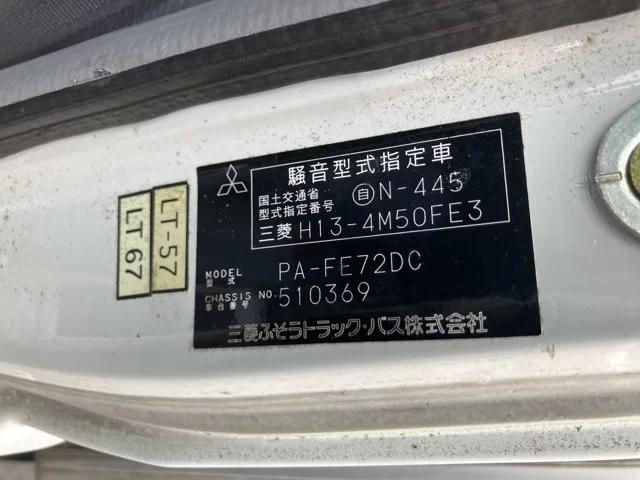 騒音型式指定車
国土交通省
型式指定番号
自N-445
三菱 H13-4M50FE3
MODEL
型式
PA-FE72DC
CHASSIS NO.
車台番号
510369
三菱ふそうトラック・バス株式会社
LT-57
LT 67